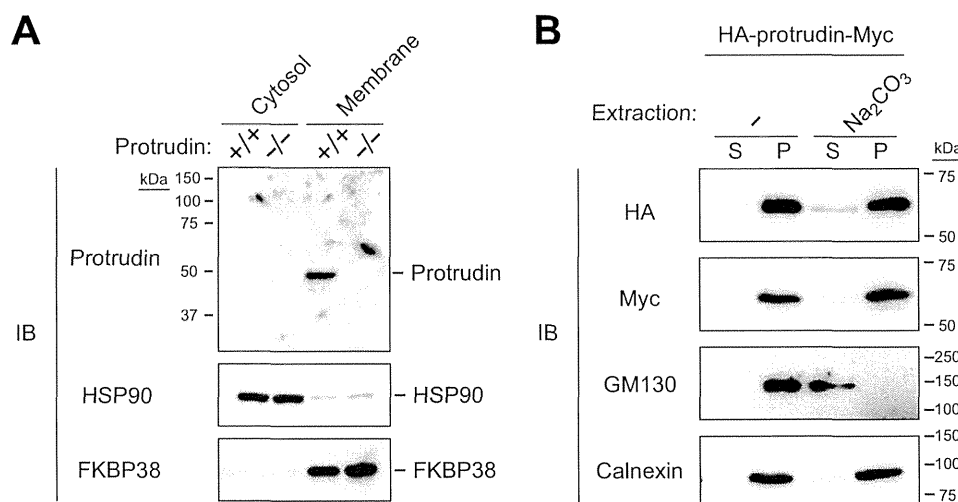 A
Cytosol
Membrane
Protrudin: +/+ -/- +/+ -/-
kDa
150
100
75
50
37
Protrudin
Protrudin
IB
HSP90
HSP90
FKBP38
FKBP38
B
HA-protrudin-Myc
Extraction: - Na2CO3
S P S P
kDa
HA
75
50
Myc
75
50
IB
GM130
250
150
100
Calnexin
150
100
75